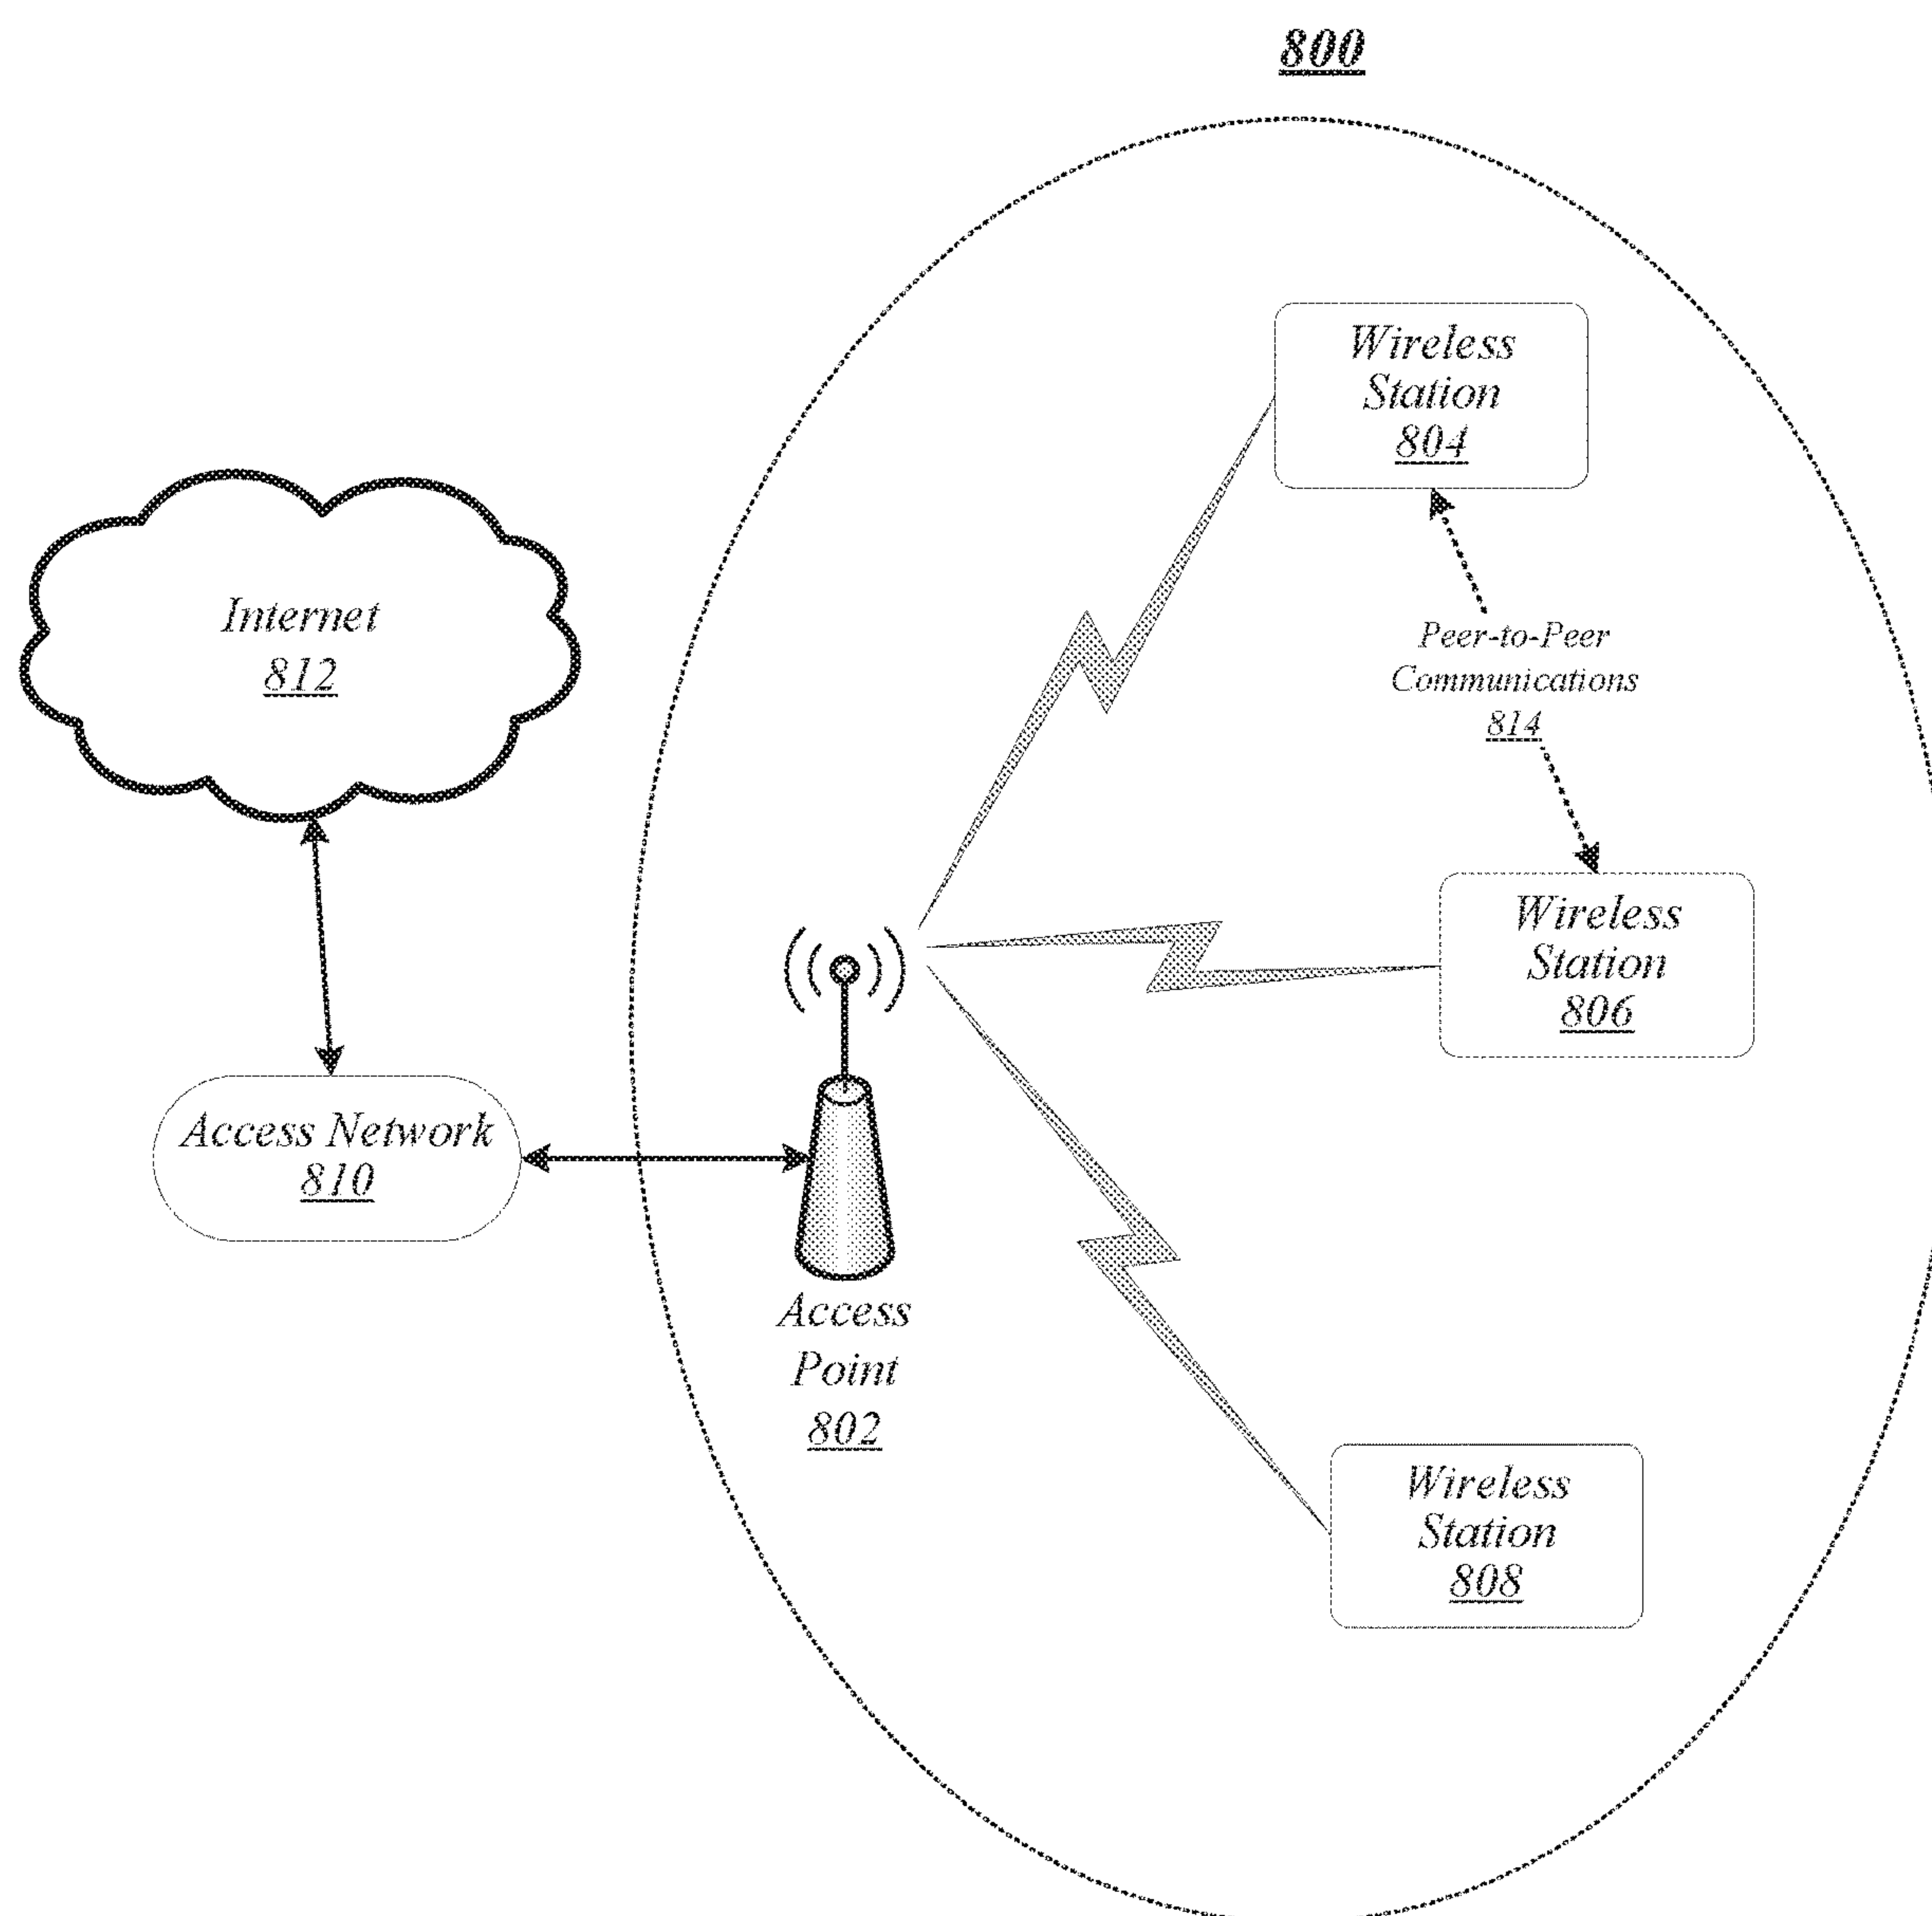 800
Wireless
Station
804
Internet
812
Peer-to-Peer
Communications
814
Wireless
Station
806
Access Network
810
Access
Point
802
Wireless
Station
808